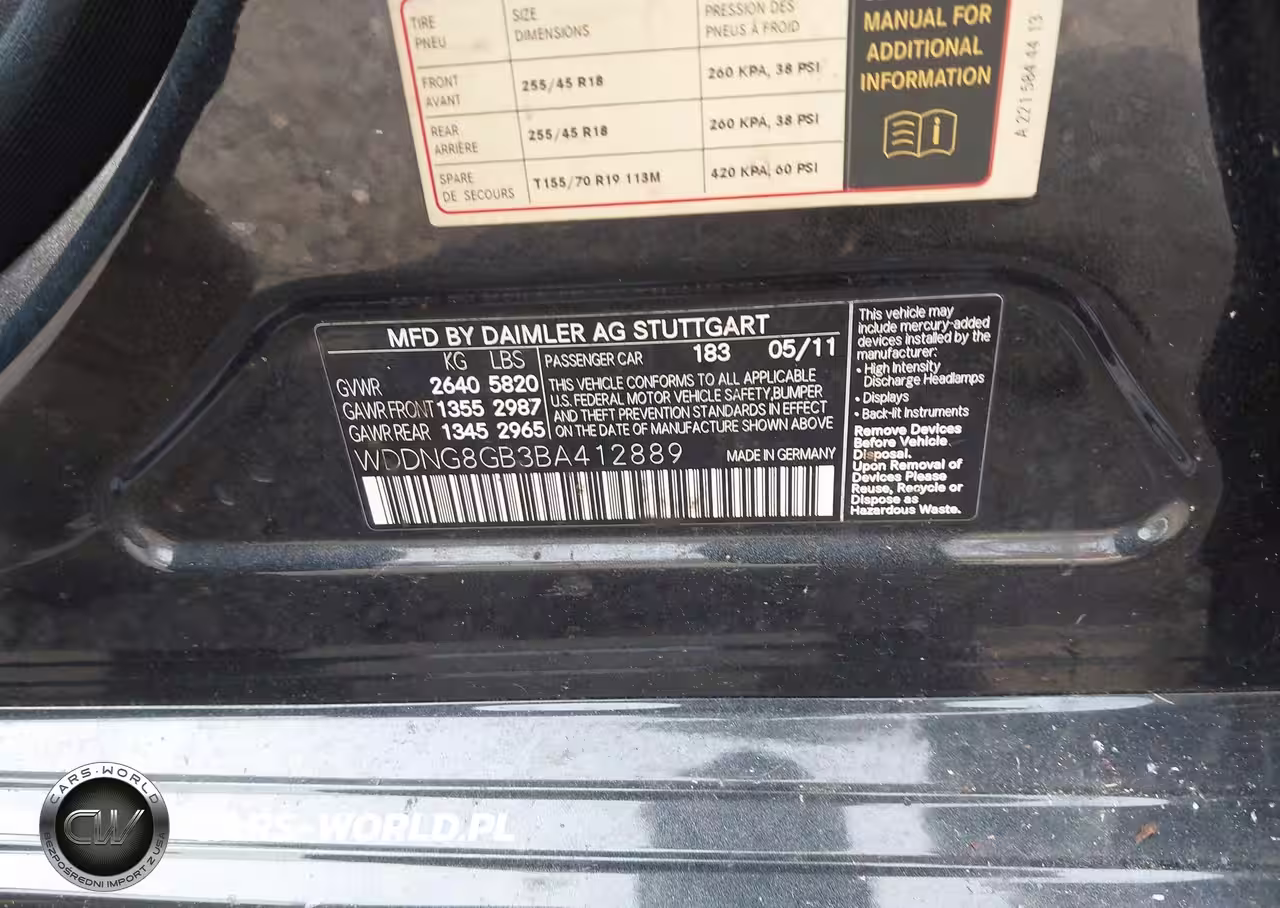 TIRE
PNEU
SIZE
DIMENSIONS
PRESSION DES
PNEUS À FROID
FRONT
AVANT
255/45 R18
260 KPA, 38 PSI
REAR
ARRIÈRE
255/45 R18
260 KPA, 38 PSI
SPARE
DE SECOURS
T155/70 R19 113M
420 KPA, 60 PSI
MANUAL FOR
ADDITIONAL
INFORMATION
A 221 584 44 13
MFD BY DAIMLER AG STUTTGART
KG LBS
GVWR 2640 5820
GAWR FRONT 1355 2987
GAWR REAR 1345 2965
PASSENGER CAR 183 05/11
THIS VEHICLE CONFORMS TO ALL APPLICABLE
U.S. FEDERAL MOTOR VEHICLE SAFETY,BUMPER
AND THEFT PREVENTION STANDARDS IN EFFECT
ON THE DATE OF MANUFACTURE SHOWN ABOVE
WDDNG8GB3BA412889 MADE IN GERMANY
This vehicle may
include mercury-added
devices installed by the
manufacturer:
• High Intensity
Discharge Headlamps
• Displays
• Back-lit Instruments
Remove Devices
Before Vehicle
Disposal.
Upon Removal of
Devices Please
Reuse, Recycle or
Dispose as
Hazardous Waste.
CARS-WORLD
CW
BEZPOŚREDNI IMPORT Z USA
CARS-WORLD.PL